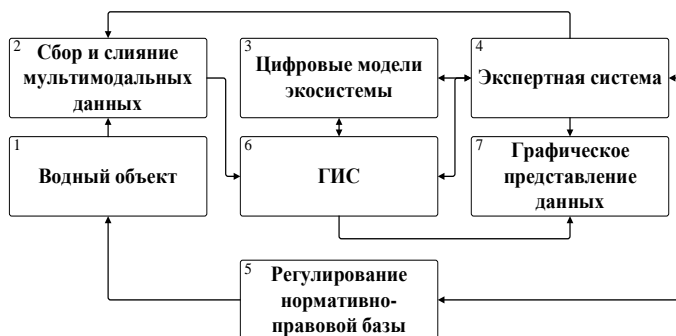 2
Сбор и слияние
мультимодальных
данных
3
Цифровые модели
экосистемы
4
Экспертная система
1
Водный объект
6
ГИС
7
Графическое
представление
данных
5
Регулирование
нормативно-
правовой базы